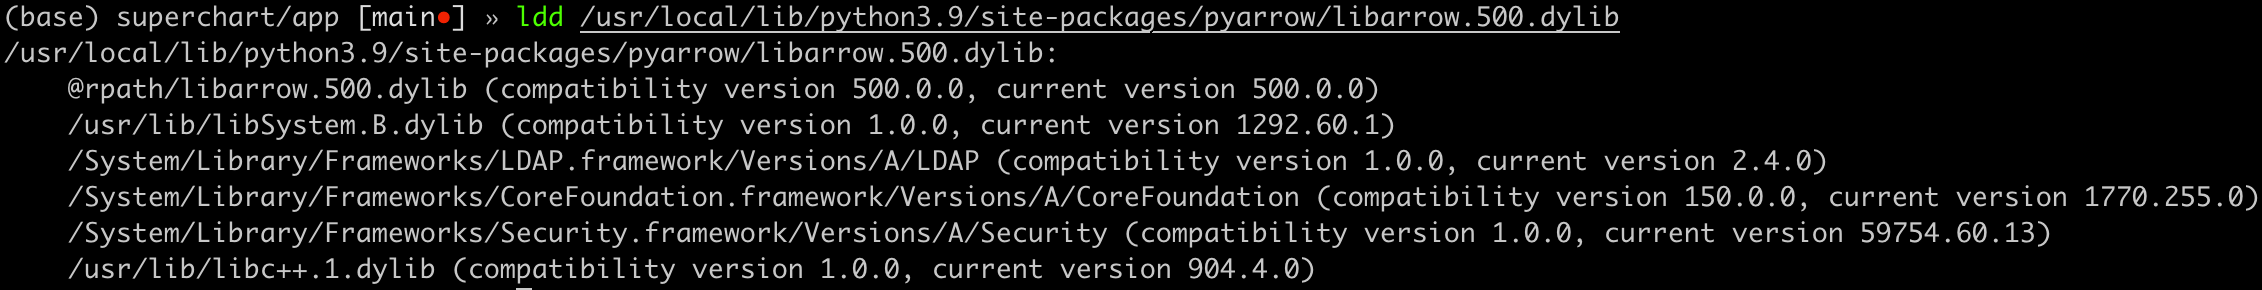 (base) superchart/app [main●] » ldd /usr/local/lib/python3.9/site-packages/pyarrow/libarrow.500.dylib
/usr/local/lib/python3.9/site-packages/pyarrow/libarrow.500.dylib:
    @rpath/libarrow.500.dylib (compatibility version 500.0.0, current version 500.0.0)
    /usr/lib/libSystem.B.dylib (compatibility version 1.0.0, current version 1292.60.1)
    /System/Library/Frameworks/LDAP.framework/Versions/A/LDAP (compatibility version 1.0.0, current version 2.4.0)
    /System/Library/Frameworks/CoreFoundation.framework/Versions/A/CoreFoundation (compatibility version 150.0.0, current version 1770.255.0)
    /System/Library/Frameworks/Security.framework/Versions/A/Security (compatibility version 1.0.0, current version 59754.60.13)
    /usr/lib/libc++.1.dylib (compatibility version 1.0.0, current version 904.4.0)